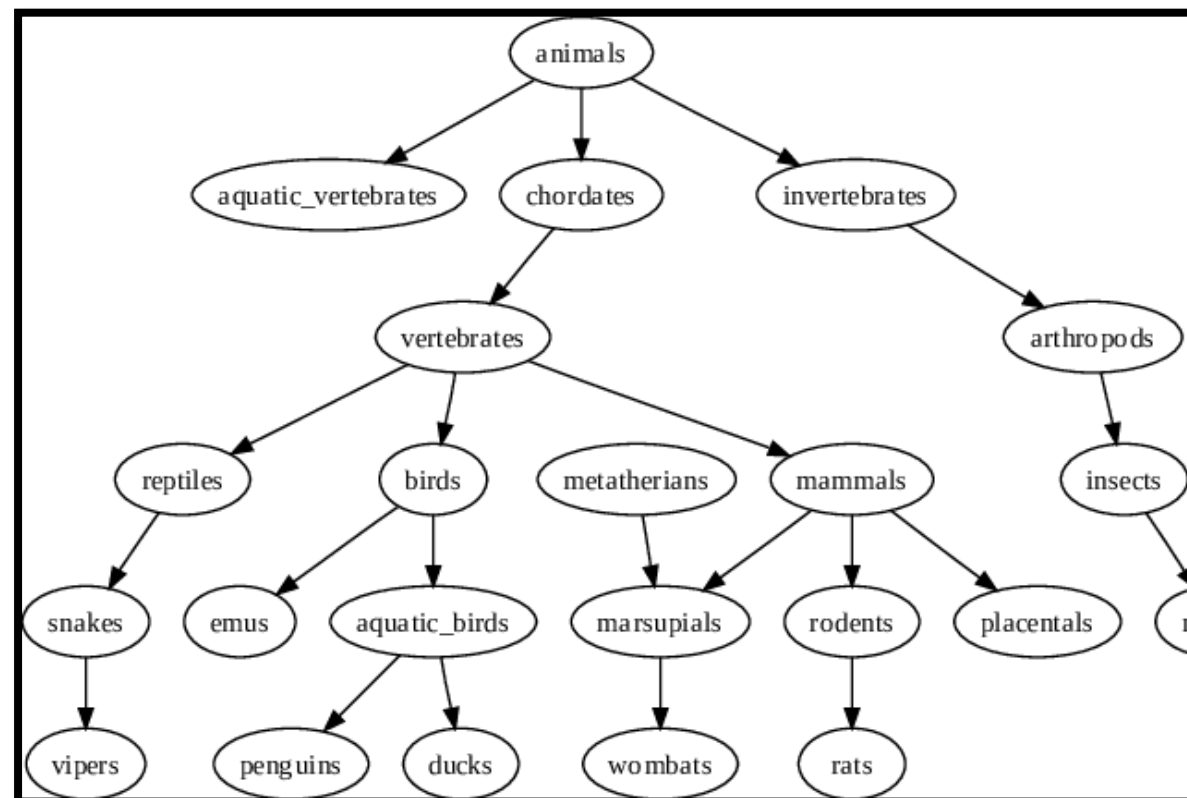 animals
aquatic_vertebrates chordates invertebrates
vertebrates arthropods
reptiles birds metatherians mammals insects
snakes emus aquatic_birds marsupials rodents placentals
vipers penguins ducks wombats rats